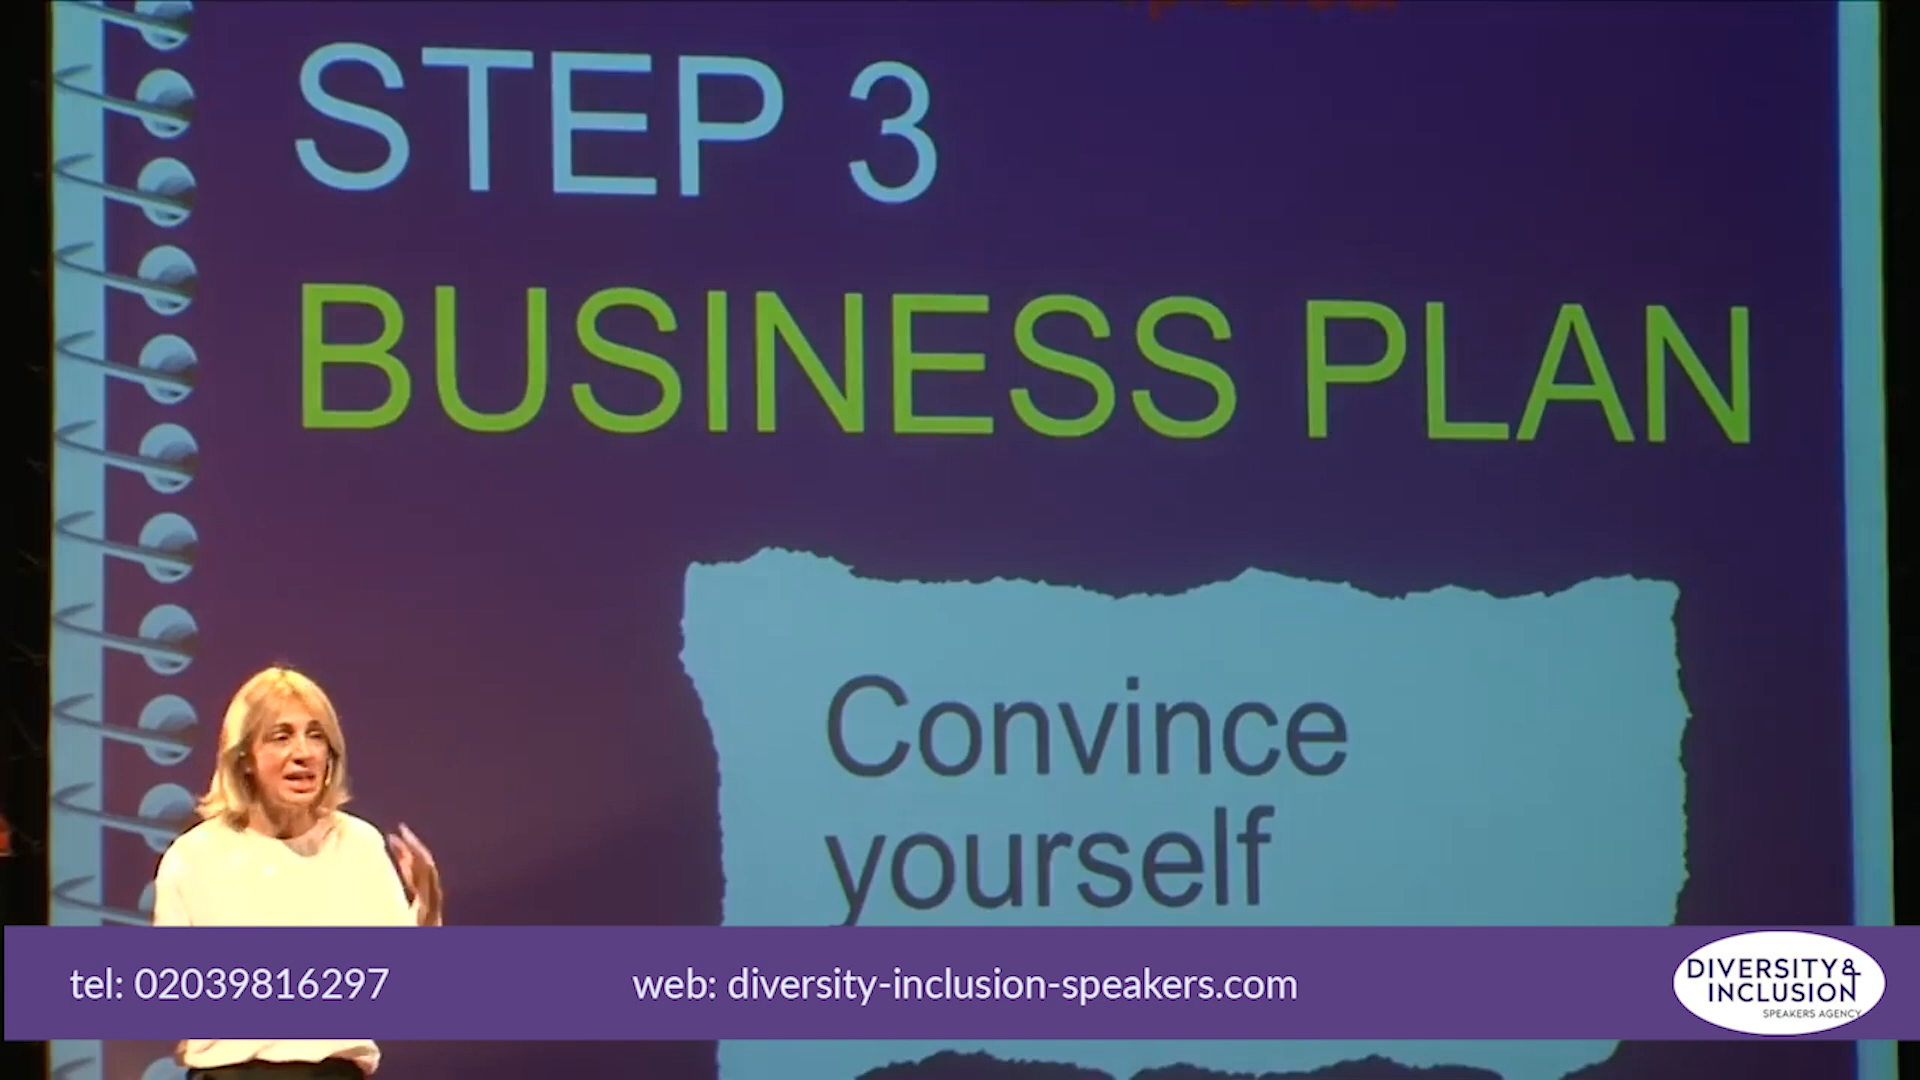 STEP 3
BUSINESS PLAN
Convince
yourself
tel: 02039816297
web: diversity-inclusion-speakers.com
DIVERSITY&
INCLUSION
SPEAKERS AGENCY